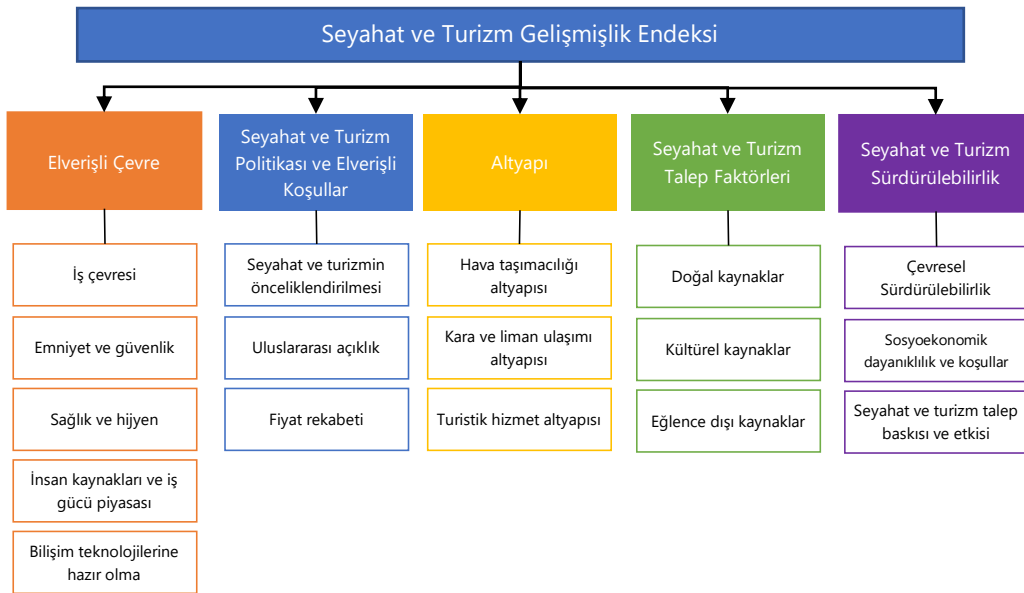 Seyahat ve Turizm Gelişmişlik Endeksi
Elverişli Çevre
Seyahat ve Turizm
Politikası ve Elverişli
Koşullar
Altyapı
Seyahat ve Turizm
Talep Faktörleri
Seyahat ve Turizm
Sürdürülebilirlik
İş çevresi
Emniyet ve güvenlik
Sağlık ve hijyen
İnsan kaynakları ve iş
gücü piyasası
Bilişim teknolojilerine
hazır olma
Seyahat ve turizmin
önceliklendirilmesi
Uluslararası açıklık
Fiyat rekabeti
Hava taşımacılığı
altyapısı
Kara ve liman ulaşımı
altyapısı
Turistik hizmet altyapısı
Doğal kaynaklar
Kültürel kaynaklar
Eğlence dışı kaynaklar
Çevresel
Sürdürülebilirlik
Sosyoekonomik
dayanıklılık ve koşullar
Seyahat ve turizm talep
baskısı ve etkisi